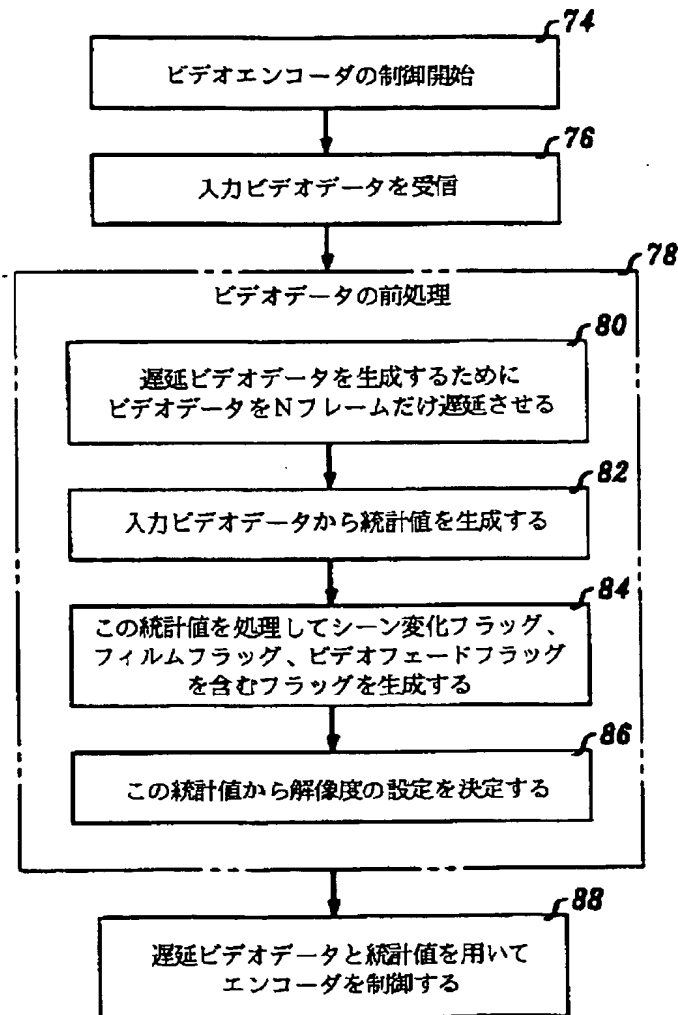 74
ビデオエンコーダの制御開始
76
入力ビデオデータを受信
78
ビデオデータの前処理
80
遅延ビデオデータを生成するために
ビデオデータをNフレームだけ遅延させる
82
入力ビデオデータから統計値を生成する
84
この統計値を処理してシーン変化フラッグ、
フィルムフラッグ、ビデオフェードフラッグ
を含むフラッグを生成する
86
この統計値から解像度の設定を決定する
88
遅延ビデオデータと統計値を用いて
エンコーダを制御する